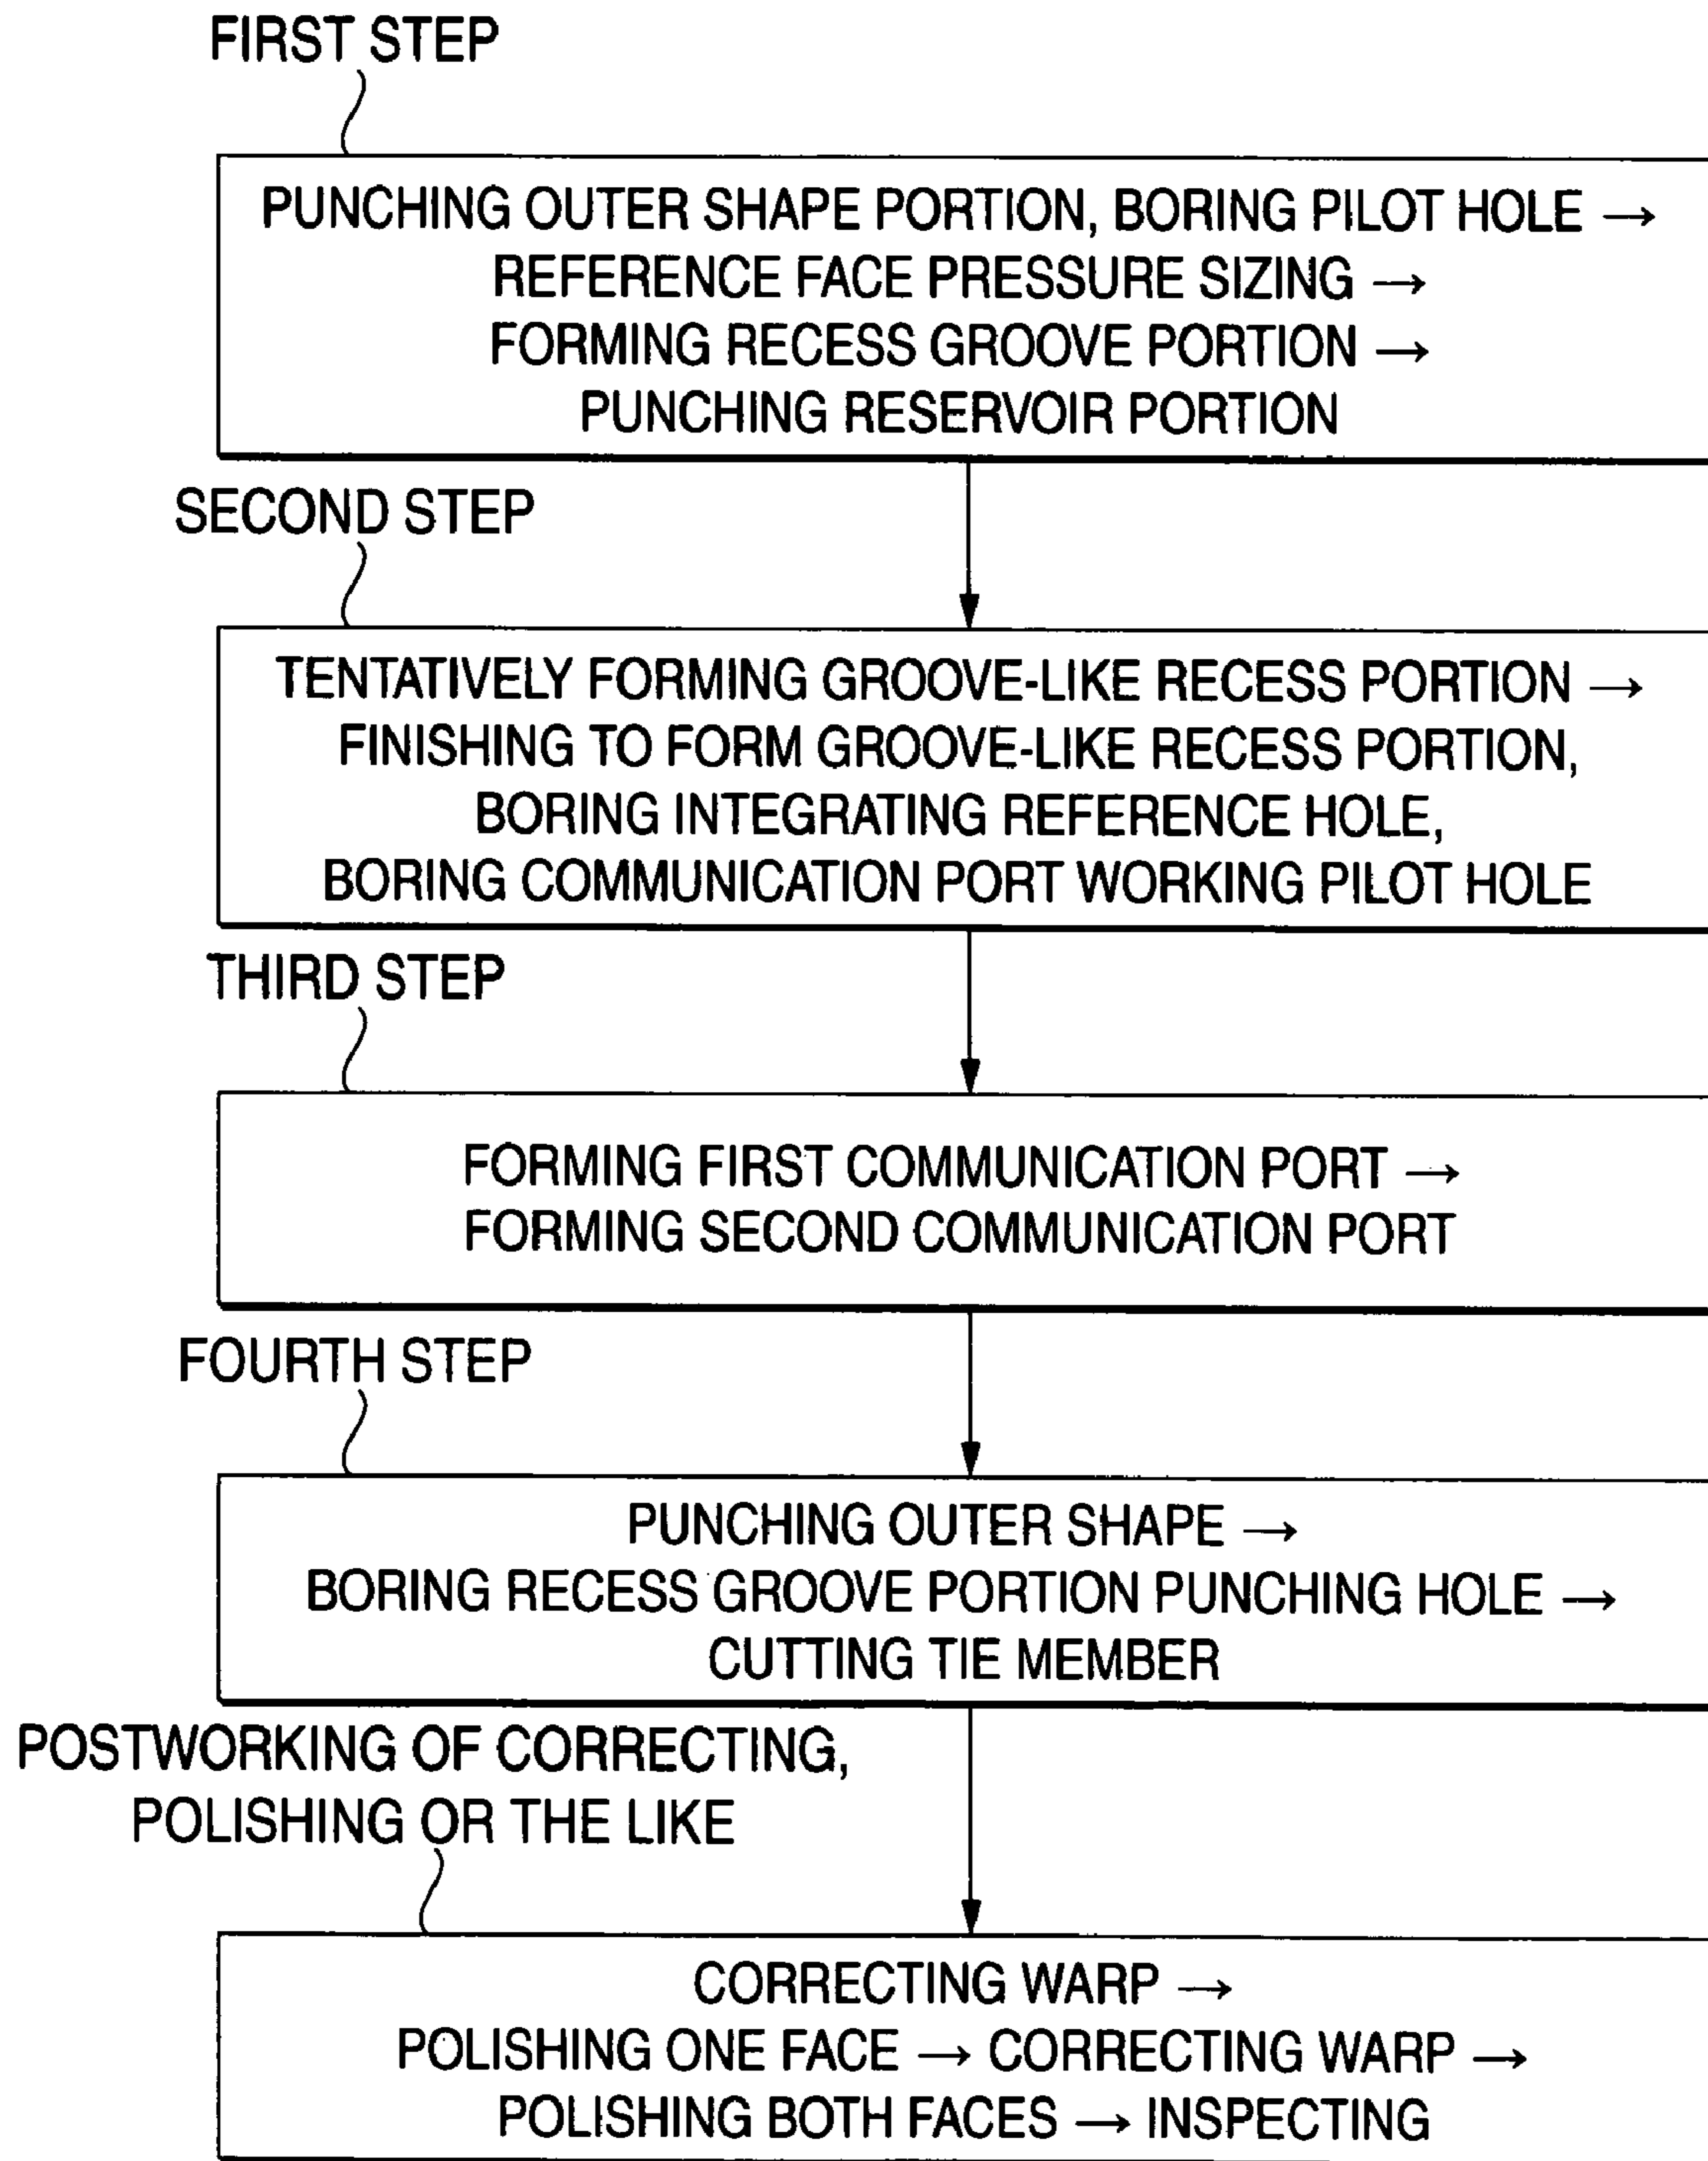 FIRST STEP
PUNCHING OUTER SHAPE PORTION, BORING PILOT HOLE →
REFERENCE FACE PRESSURE SIZING →
FORMING RECESS GROOVE PORTION →
PUNCHING RESERVOIR PORTION
SECOND STEP
TENTATIVELY FORMING GROOVE-LIKE RECESS PORTION →
FINISHING TO FORM GROOVE-LIKE RECESS PORTION,
BORING INTEGRATING REFERENCE HOLE,
BORING COMMUNICATION PORT WORKING PILOT HOLE
THIRD STEP
FORMING FIRST COMMUNICATION PORT →
FORMING SECOND COMMUNICATION PORT
FOURTH STEP
PUNCHING OUTER SHAPE →
BORING RECESS GROOVE PORTION PUNCHING HOLE →
CUTTING TIE MEMBER
POSTWORKING OF CORRECTING,
POLISHING OR THE LIKE
CORRECTING WARP →
POLISHING ONE FACE → CORRECTING WARP →
POLISHING BOTH FACES → INSPECTING